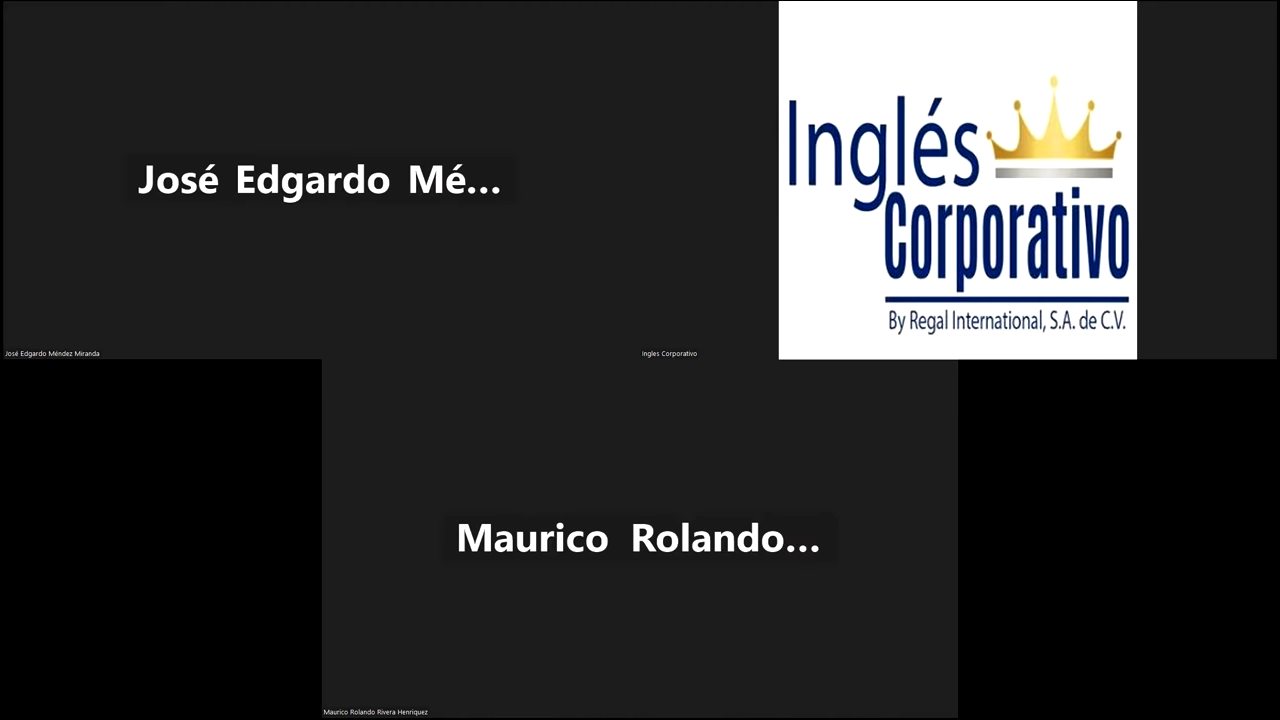 José Edgardo Mé...
Inglés
Corporativo
By Regal International, S.A. de C.V.
José Edgardo Méndez Miranda
Ingles Corporativo
Maurico Rolando...
Maurico Rolando Rivera Henriquez